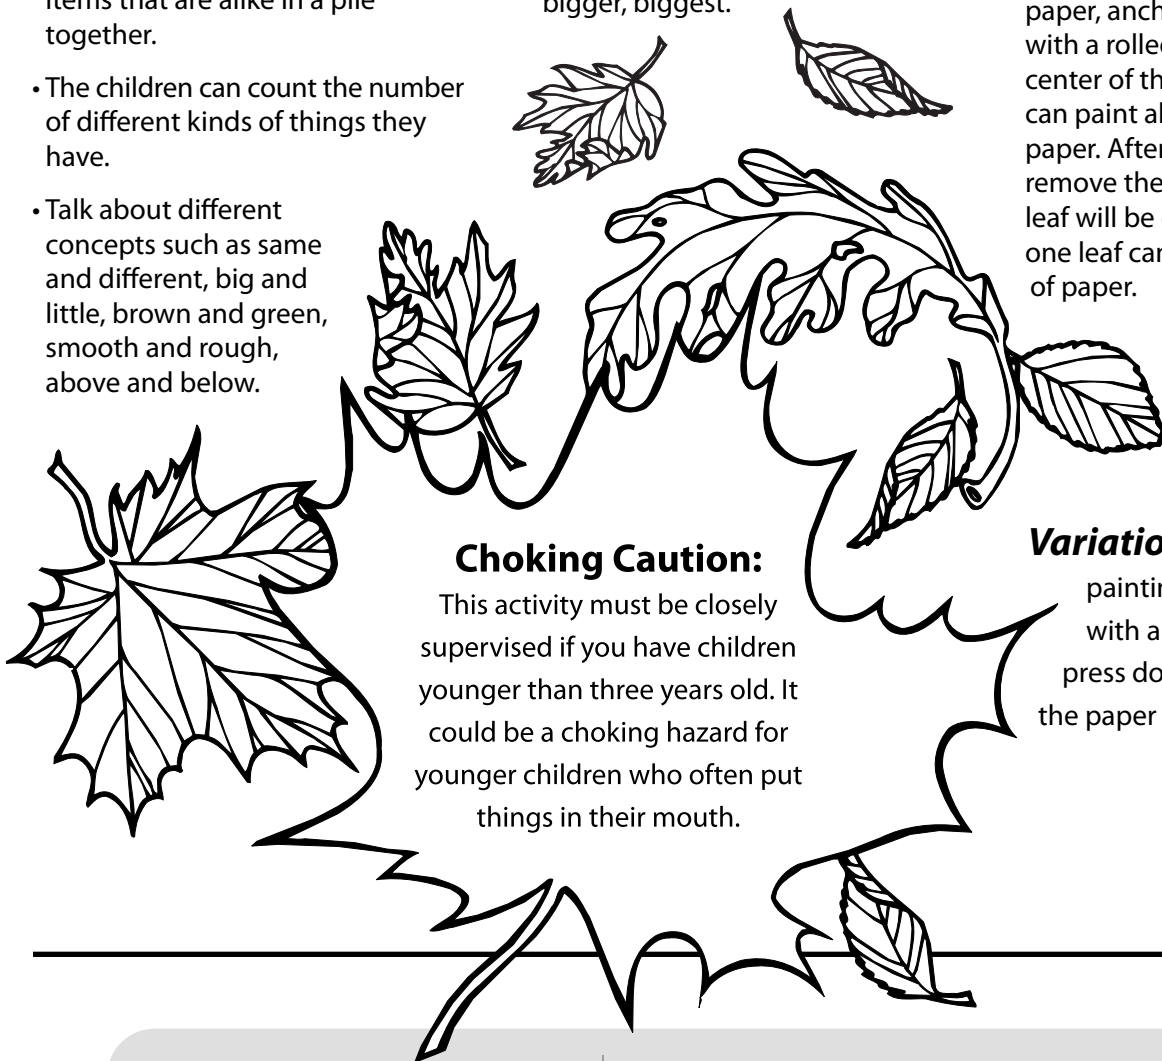 items that are alike in a pile
together.
• The children can count the number
of different kinds of things they
have.
• Talk about different
concepts such as same
and different, big and
little, brown and green,
smooth and rough,
above and below.
bigger, biggest.
Choking Caution:
This activity must be closely
supervised if you have children
younger than three years old. It
could be a choking hazard for
younger children who often put
things in their mouth.
paper, anch
with a rolle
center of th
can paint al
paper. After
remove the
leaf will be
one leaf car
of paper.
Variatio
paintin
with a
press do
the paper